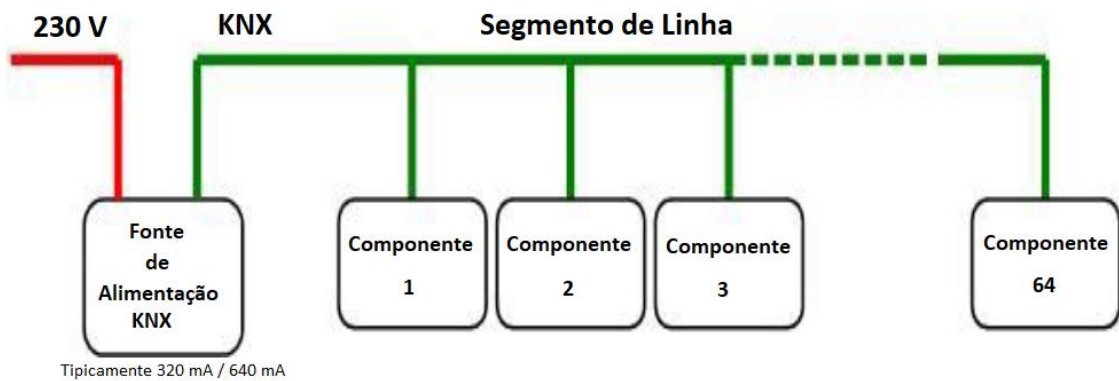 230 V
KNX
Segmento de Linha
Fonte
de
Alimentação
KNX
Componente
1
Componente
2
Componente
3
Componente
64
Tipicamente 320 mA / 640 mA